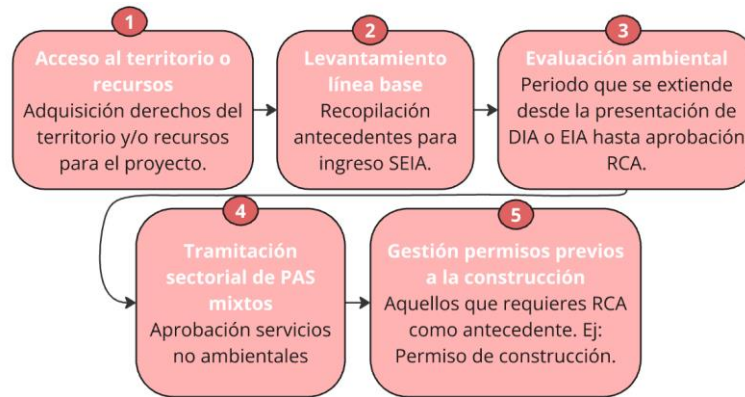 1
Acceso al territorio o
recursos
Adquisición derechos del
territorio y/o recursos
para el proyecto.
2
Levantamiento
línea base
Recopilación
antecedentes para
ingreso SEIA.
3
Evaluación ambiental
Periodo que se extiende
desde la presentación de
DIA o EIA hasta aprobación
RCA.
4
Tramitación
sectorial de PAS
mixtos
Aprobación servicios
no ambientales
5
Gestión permisos previos
a la construcción
Aquellos que requieres RCA
como antecedente. Ej:
Permiso de construcción.